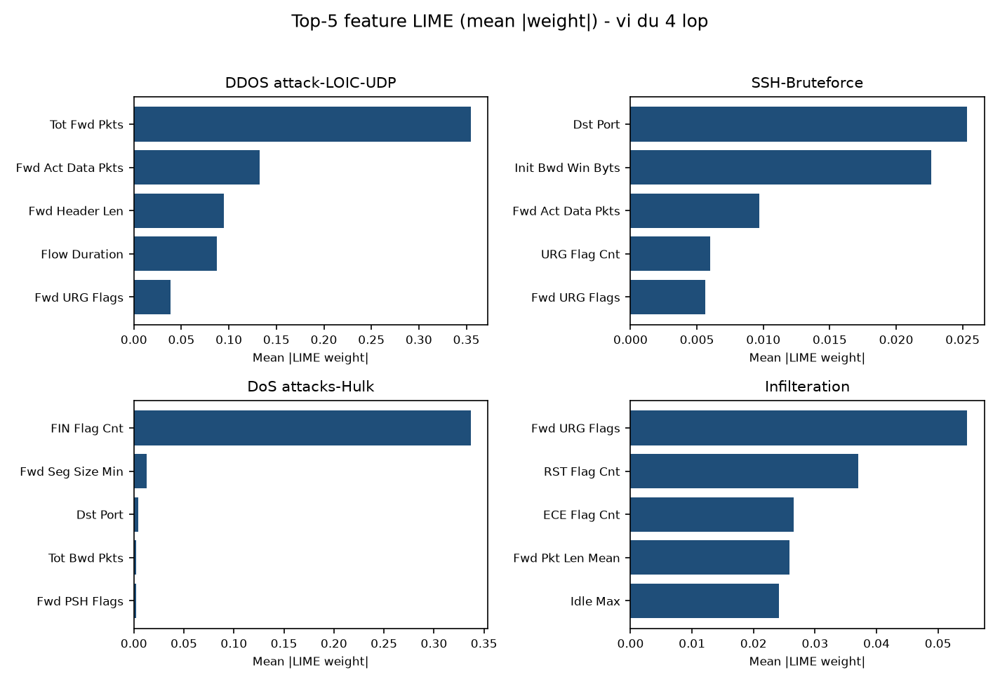 Top-5 feature LIME (mean |weight|) - vi du 4 lop
DDOS attack-LOIC-UDP
Tot Fwd Pkts
Fwd Act Data Pkts
Fwd Header Len
Flow Duration
Fwd URG Flags
0.00 0.05 0.10 0.15 0.20 0.25 0.30 0.35
Mean |LIME weight|
SSH-Bruteforce
Dst Port
Init Bwd Win Byts
Fwd Act Data Pkts
URG Flag Cnt
Fwd URG Flags
0.000 0.005 0.010 0.015 0.020 0.025
Mean |LIME weight|
DoS attacks-Hulk
FIN Flag Cnt
Fwd Seg Size Min
Dst Port
Tot Bwd Pkts
Fwd PSH Flags
0.00 0.05 0.10 0.15 0.20 0.25 0.30 0.35
Mean |LIME weight|
Infilteration
Fwd URG Flags
RST Flag Cnt
ECE Flag Cnt
Fwd Pkt Len Mean
Idle Max
0.00 0.01 0.02 0.03 0.04 0.05
Mean |LIME weight|